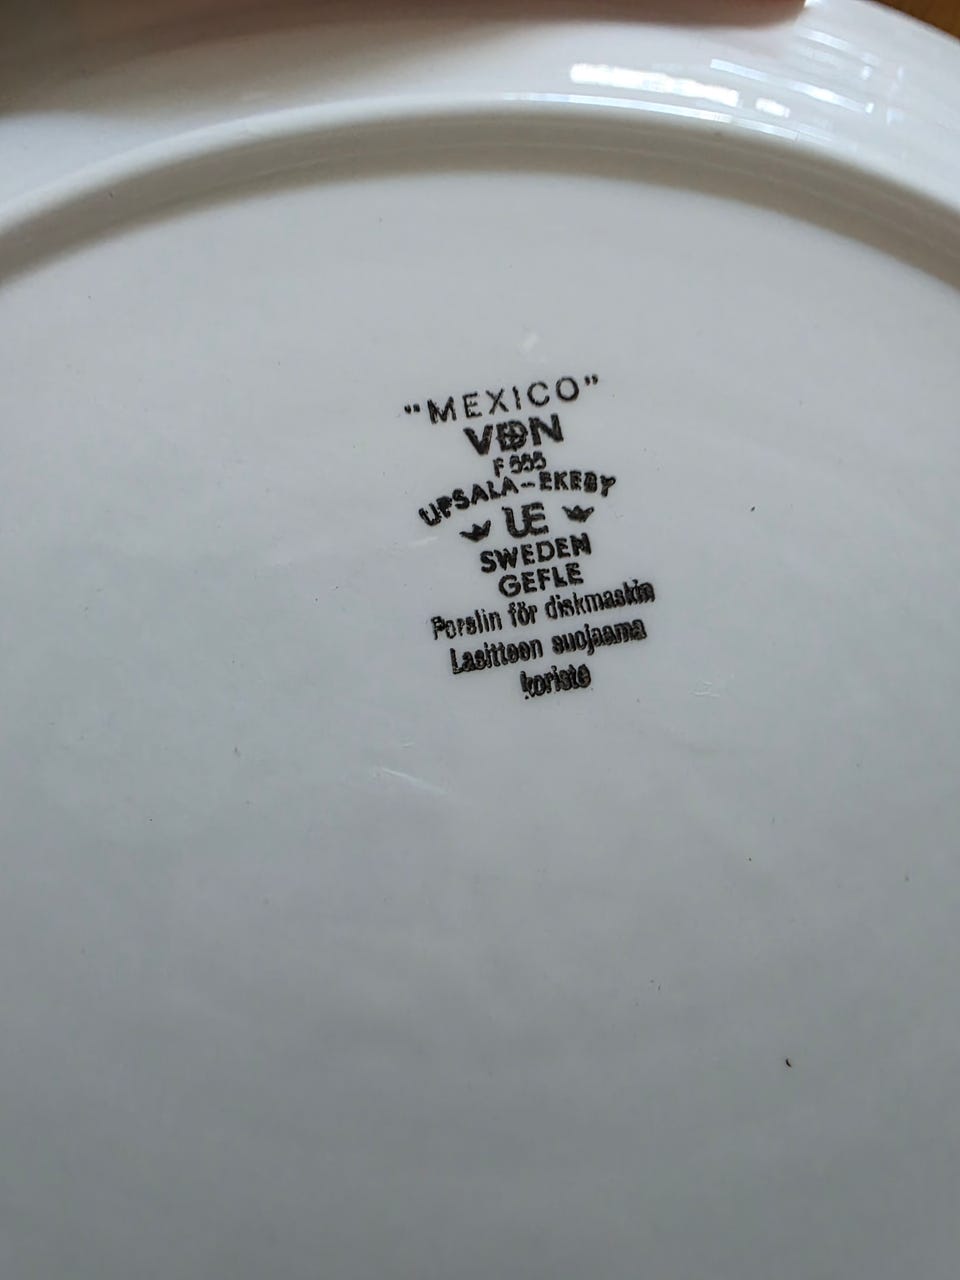 "MEXICO"
VDN
F 555
UPSALA-EKEBY
UE
SWEDEN
GEFLE
Porslin för diskmaskin
Lasitteen suojaama
koriste